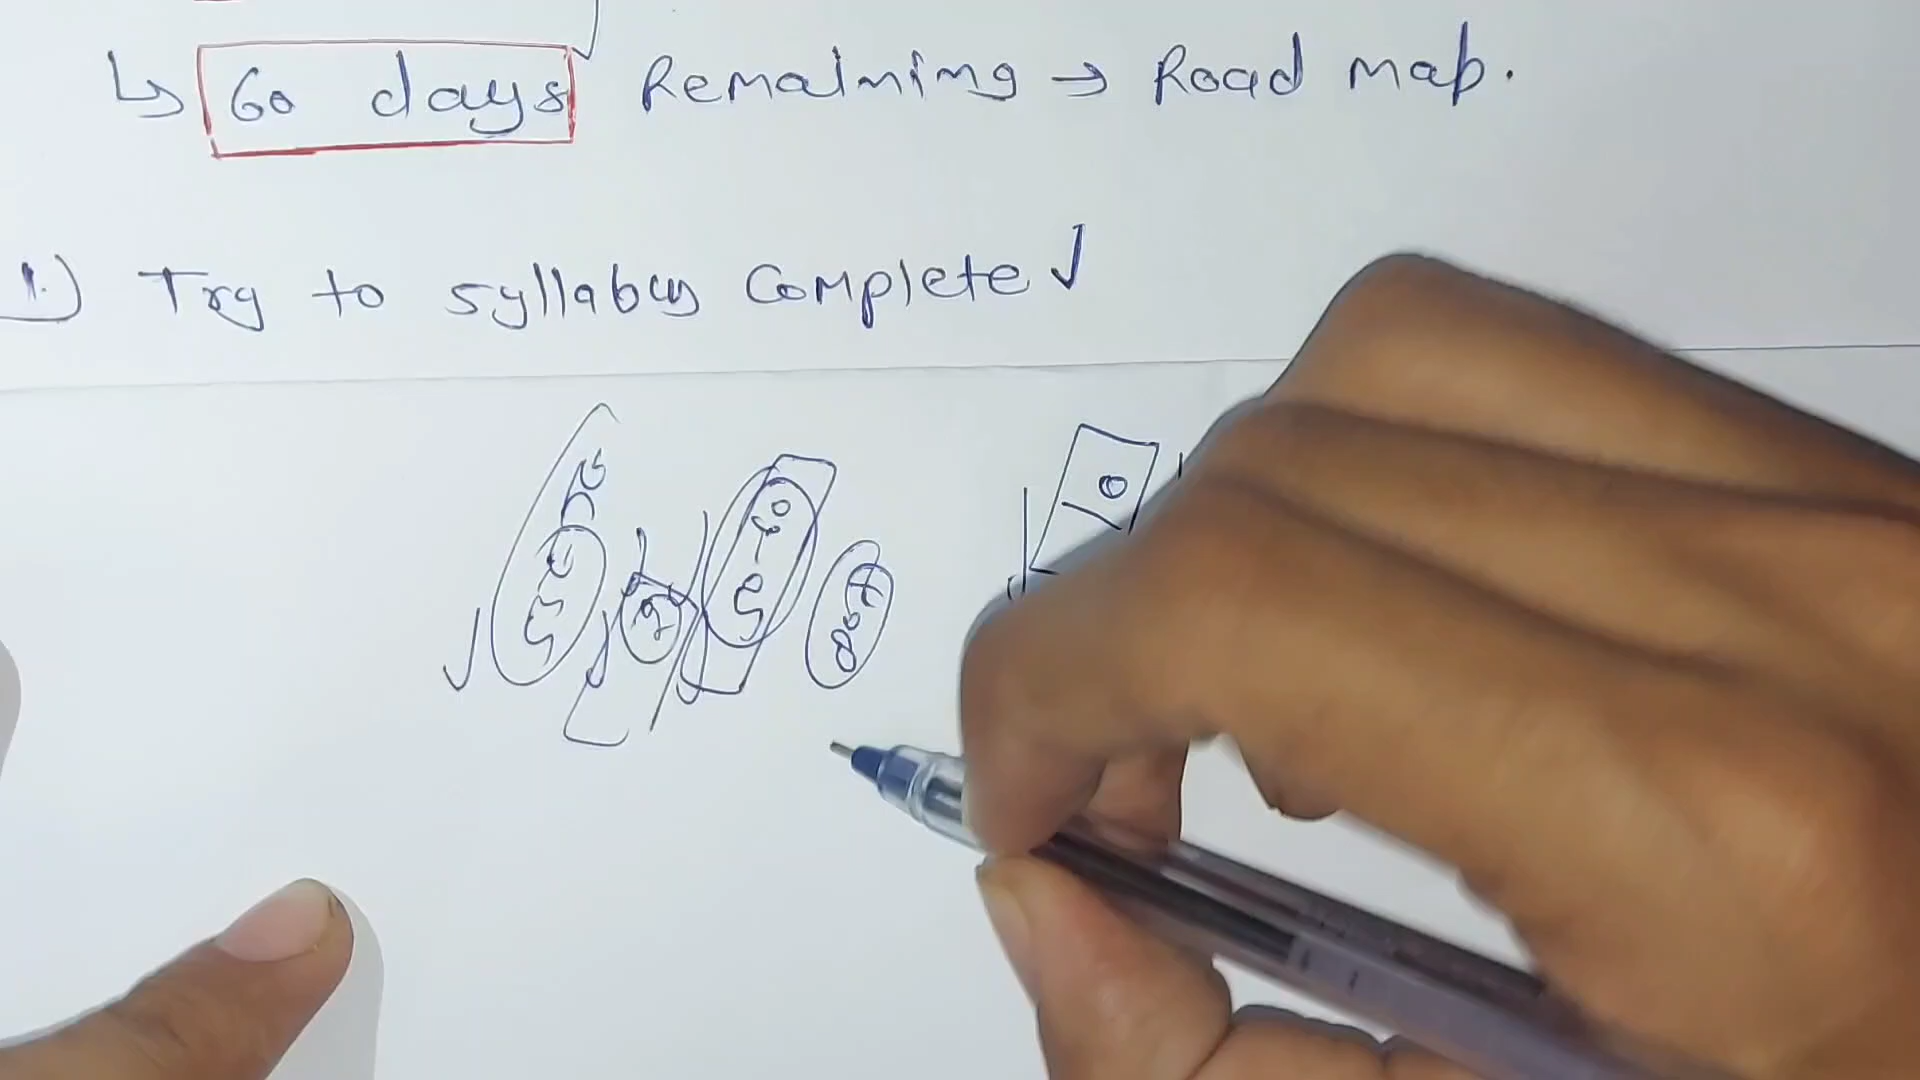 ↳ 60 days Remaining → Road map.
1.) Try to syllabus Complete ✓